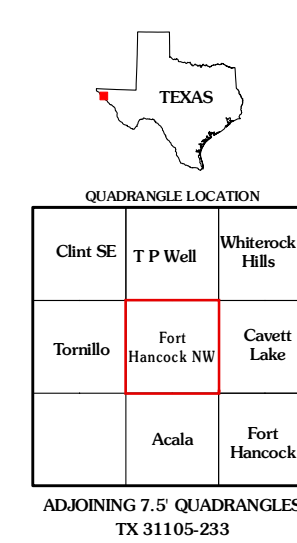 TEXAS
QUADRANGLE LOCATION
Clint SE
T P Well
Whiterock
Hills
Tornillo
Fort
Hancock NW
Cavett
Lake
Acala
Fort
Hancock
ADJOINING 7.5' QUADRANGLES
TX 31105-233